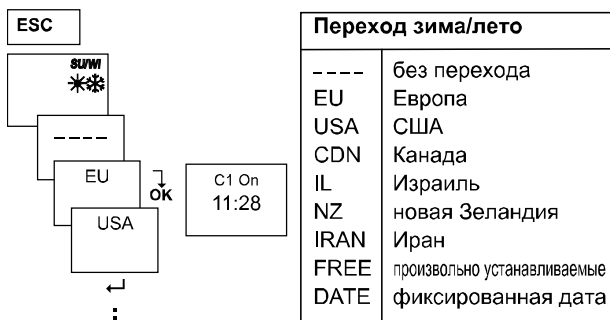 ESC
SU/WI
----
EU
USA
OK
C1 On
11:28
Переход зима/лето
---- без перехода
EU Европа
USA США
CDN Канада
IL Израиль
NZ новая Зеландия
IRAN Иран
FREE произвольно устанавливаемые
DATE фиксированная дата